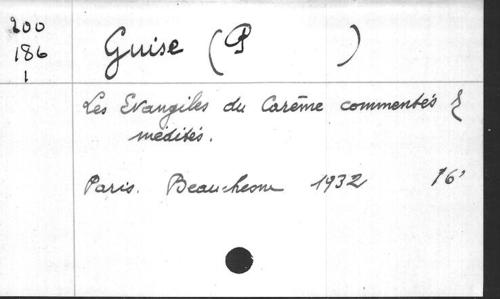 200
186
1
Guise (P )
Les Evangiles du Carême commentés &
médités.
Paris. Beauchesne 1932 16°